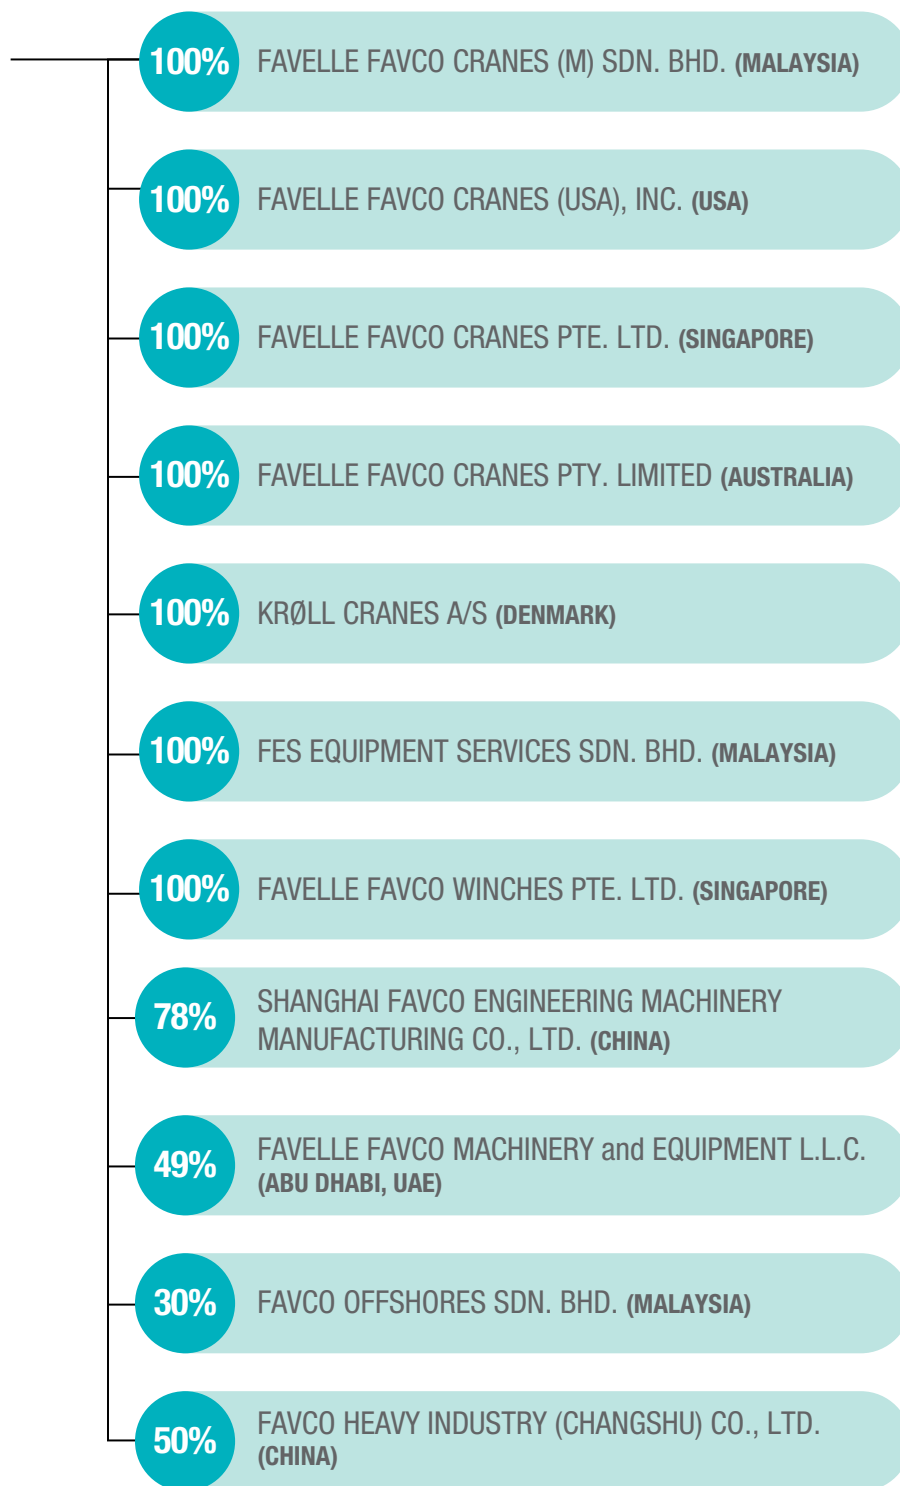 100% FAVELLE FAVCO CRANES (M) SDN. BHD. (MALAYSIA)
100% FAVELLE FAVCO CRANES (USA), INC. (USA)
100% FAVELLE FAVCO CRANES PTE. LTD. (SINGAPORE)
100% FAVELLE FAVCO CRANES PTY. LIMITED (AUSTRALIA)
100% KRØLL CRANES A/S (DENMARK)
100% FES EQUIPMENT SERVICES SDN. BHD. (MALAYSIA)
100% FAVELLE FAVCO WINCHES PTE. LTD. (SINGAPORE)
78% SHANGHAI FAVCO ENGINEERING MACHINERY
MANUFACTURING CO., LTD. (CHINA)
49% FAVELLE FAVCO MACHINERY and EQUIPMENT L.L.C.
(ABU DHABI, UAE)
30% FAVCO OFFSHORES SDN. BHD. (MALAYSIA)
50% FAVCO HEAVY INDUSTRY (CHANGSHU) CO., LTD.
(CHINA)